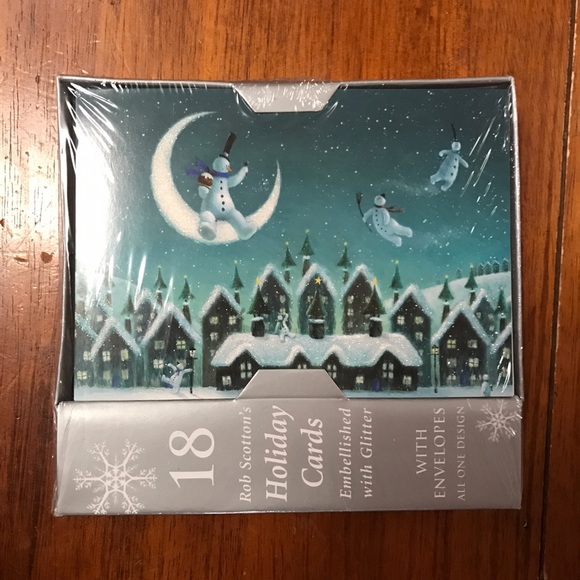 18
Rob Scotton's
Holiday
Cards
Embellished
with Glitter
WITH
ENVELOPES
ALL ONE DESIGN